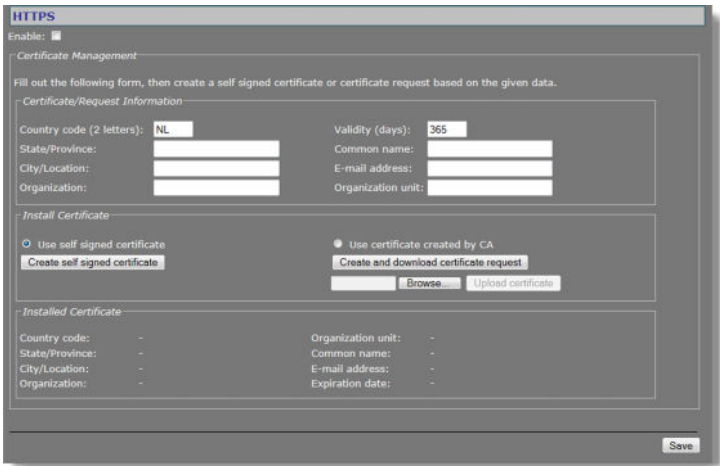 HTTPS
Enable:
Certificate Management
Fill out the following form, then create a self signed certificate or certificate request based on the given data.
Certificate/Request Information
Country code (2 letters): NL Validity (days): 365
State/Province: Common name:
City/Location: E-mail address:
Organization: Organization unit:
Install Certificate
Use self signed certificate Use certificate created by CA
Create self signed certificate Create and download certificate request
Browse... Upload certificate
Installed Certificate
Country code: - Organization unit: -
State/Province: - Common name: -
City/Location: - E-mail address: -
Organization: - Expiration date: -
Save